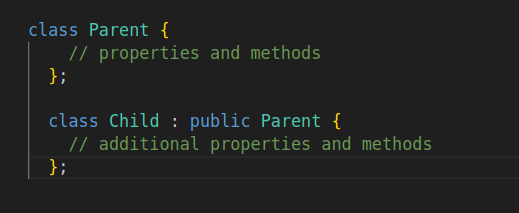 class Parent {
// properties and methods
};
class Child : public Parent {
// additional properties and methods
};